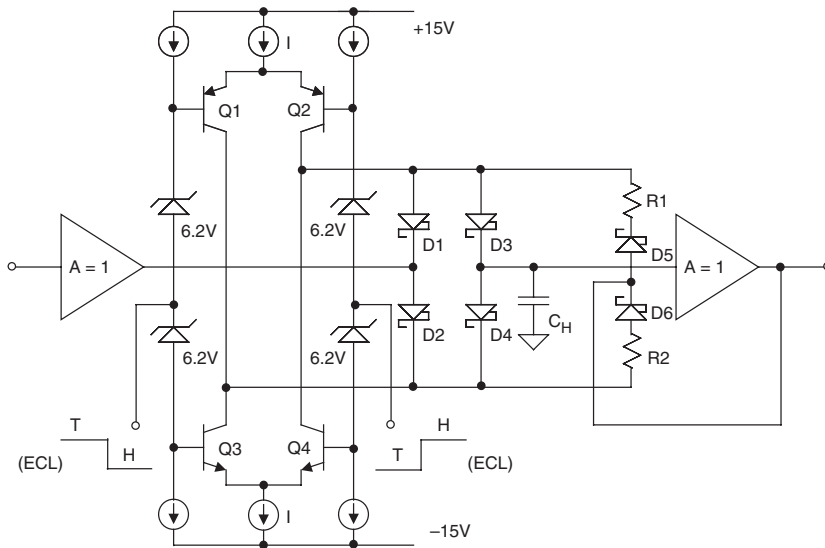 +15V
I
Q1
Q2
R1
6.2V
6.2V
D1
D3
D5
A = 1
A = 1
D6
D2
D4
C_H
6.2V
6.2V
R2
T
H
H
Q3
Q4
(ECL)
T
(ECL)
I
–15V